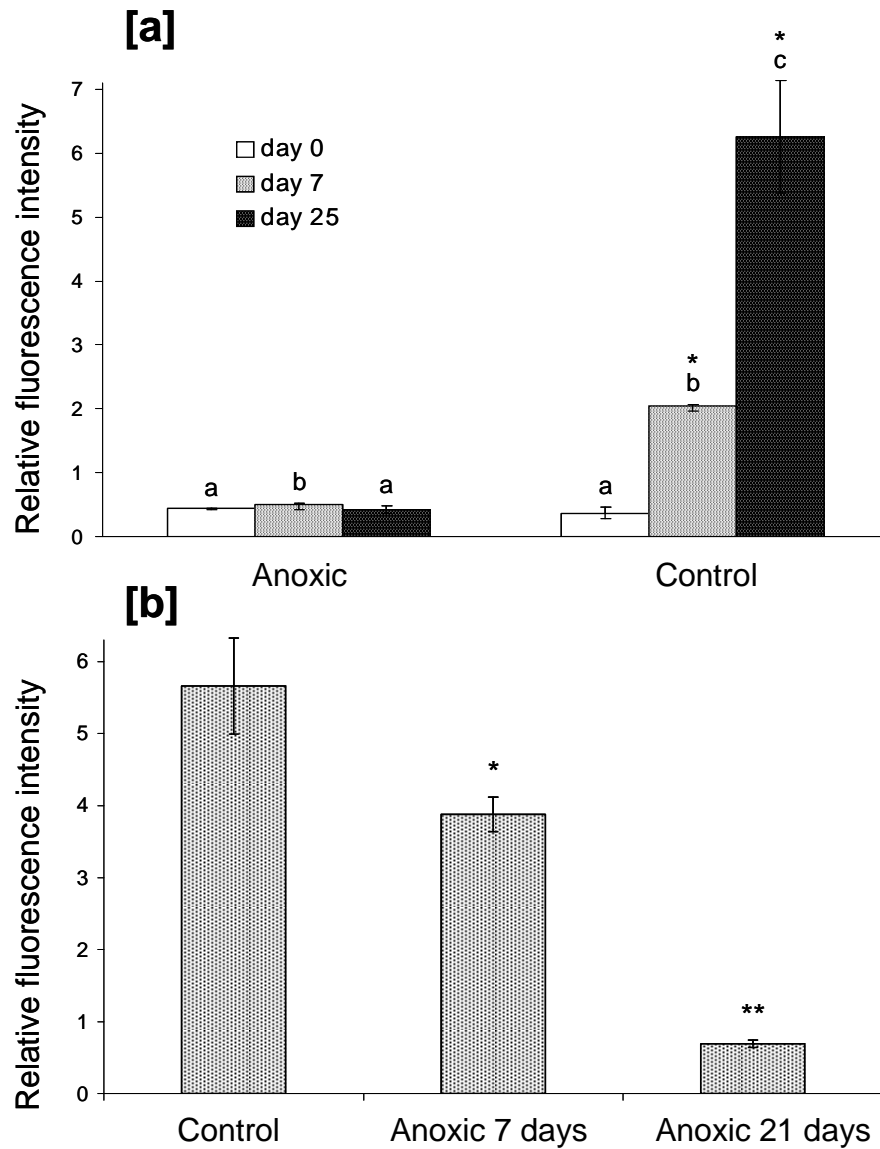 [a]
Relative fluorescence intensity
7
6
5
4
3
2
1
0
day 0
day 7
day 25
a
b
a
a
*
b
*
c
Anoxic
Control
[b]
Relative fluorescence intensity
6
5
4
3
2
1
0
*
**
Control
Anoxic 7 days
Anoxic 21 days